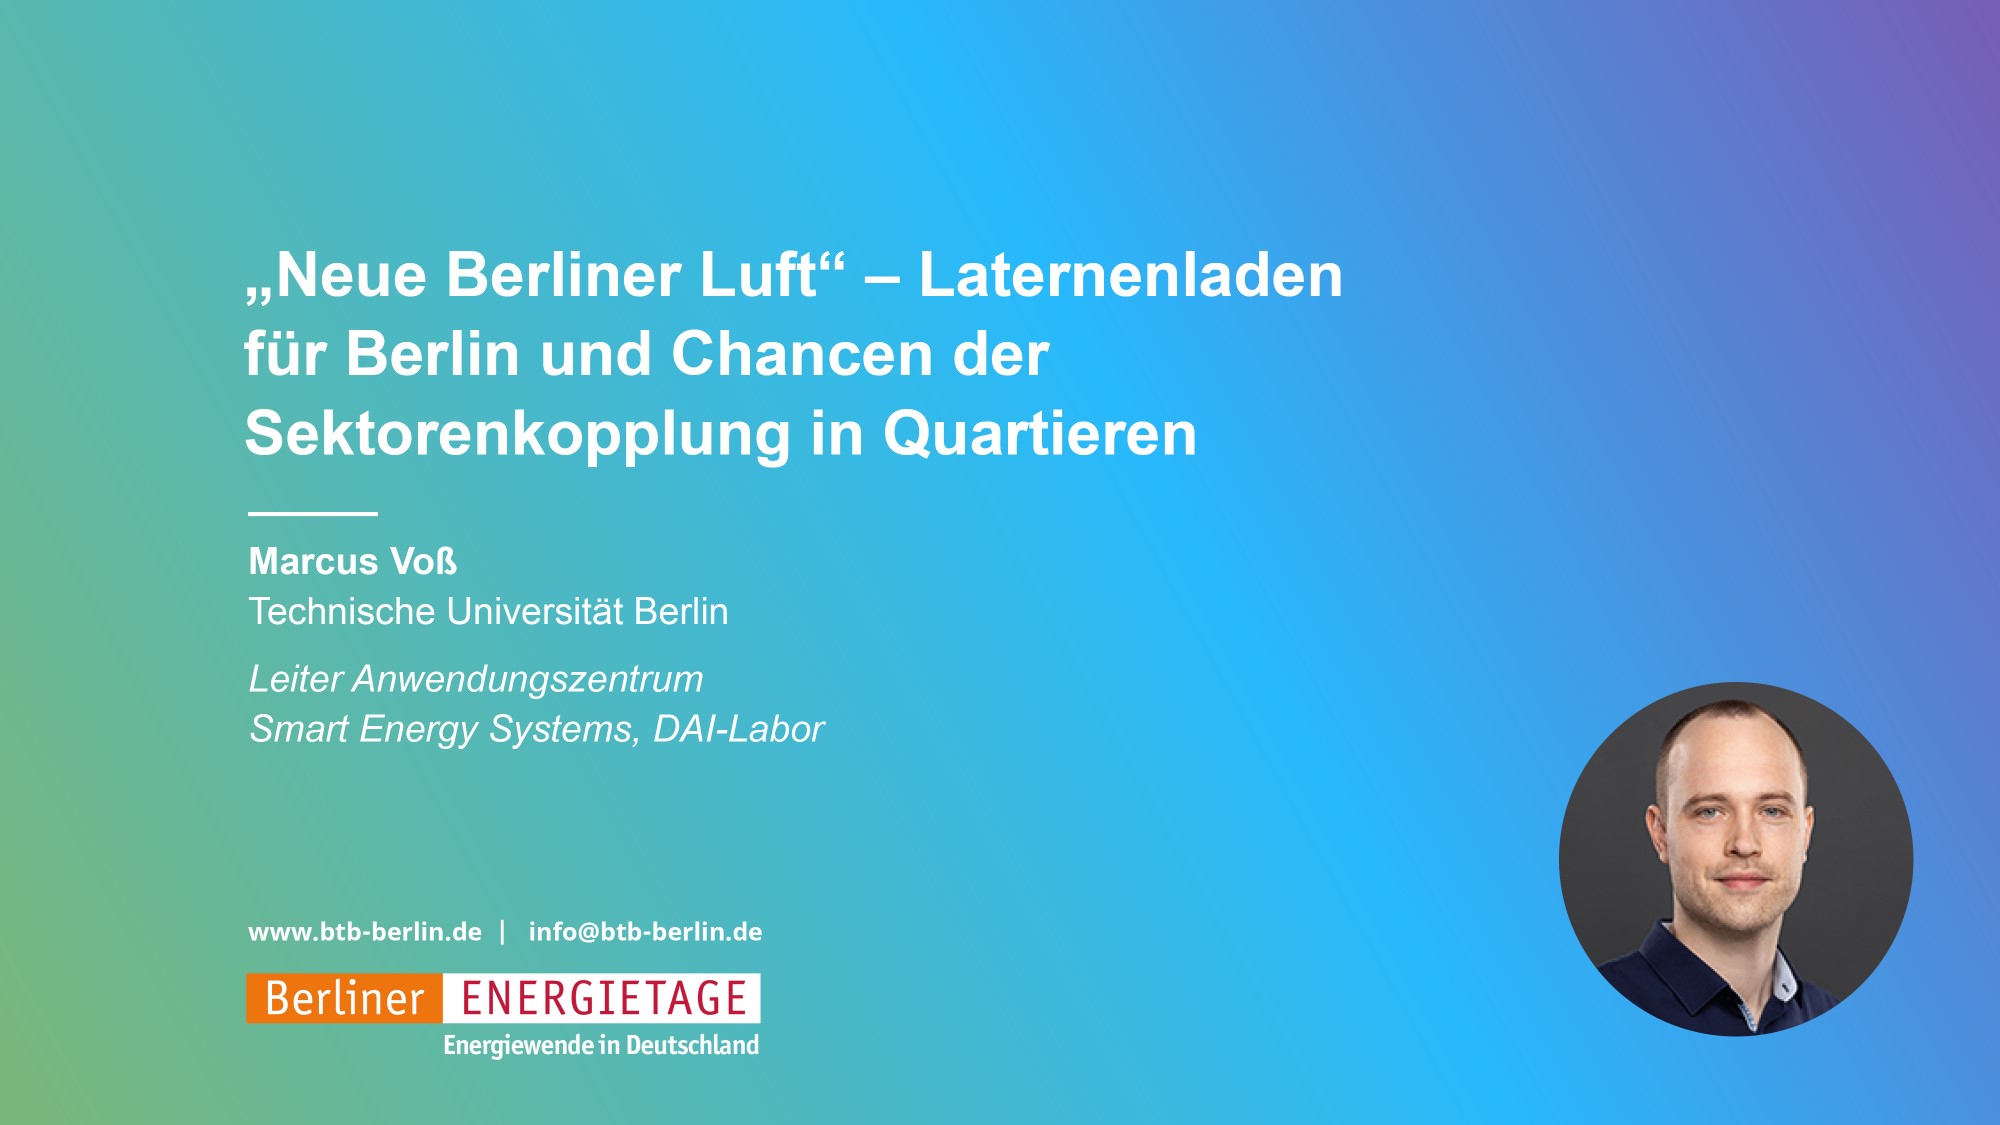 „Neue Berliner Luft“ – Laternenladen
für Berlin und Chancen der
Sektorenkopplung in Quartieren
Marcus Voß
Technische Universität Berlin
Leiter Anwendungszentrum
Smart Energy Systems, DAI-Labor
www.btb-berlin.de | info@btb-berlin.de
Berliner ENERGIETAGE
Energiewende in Deutschland